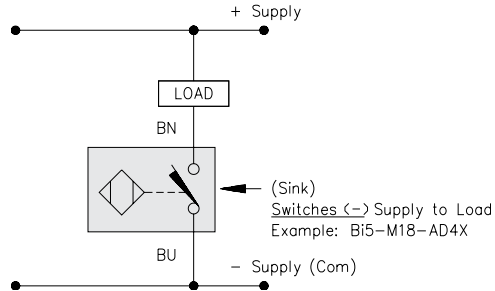 + Supply
LOAD
BN
(Sink)
Switches (-) Supply to Load
Example: Bi5-M18-AD4X
BU
- Supply (Com)